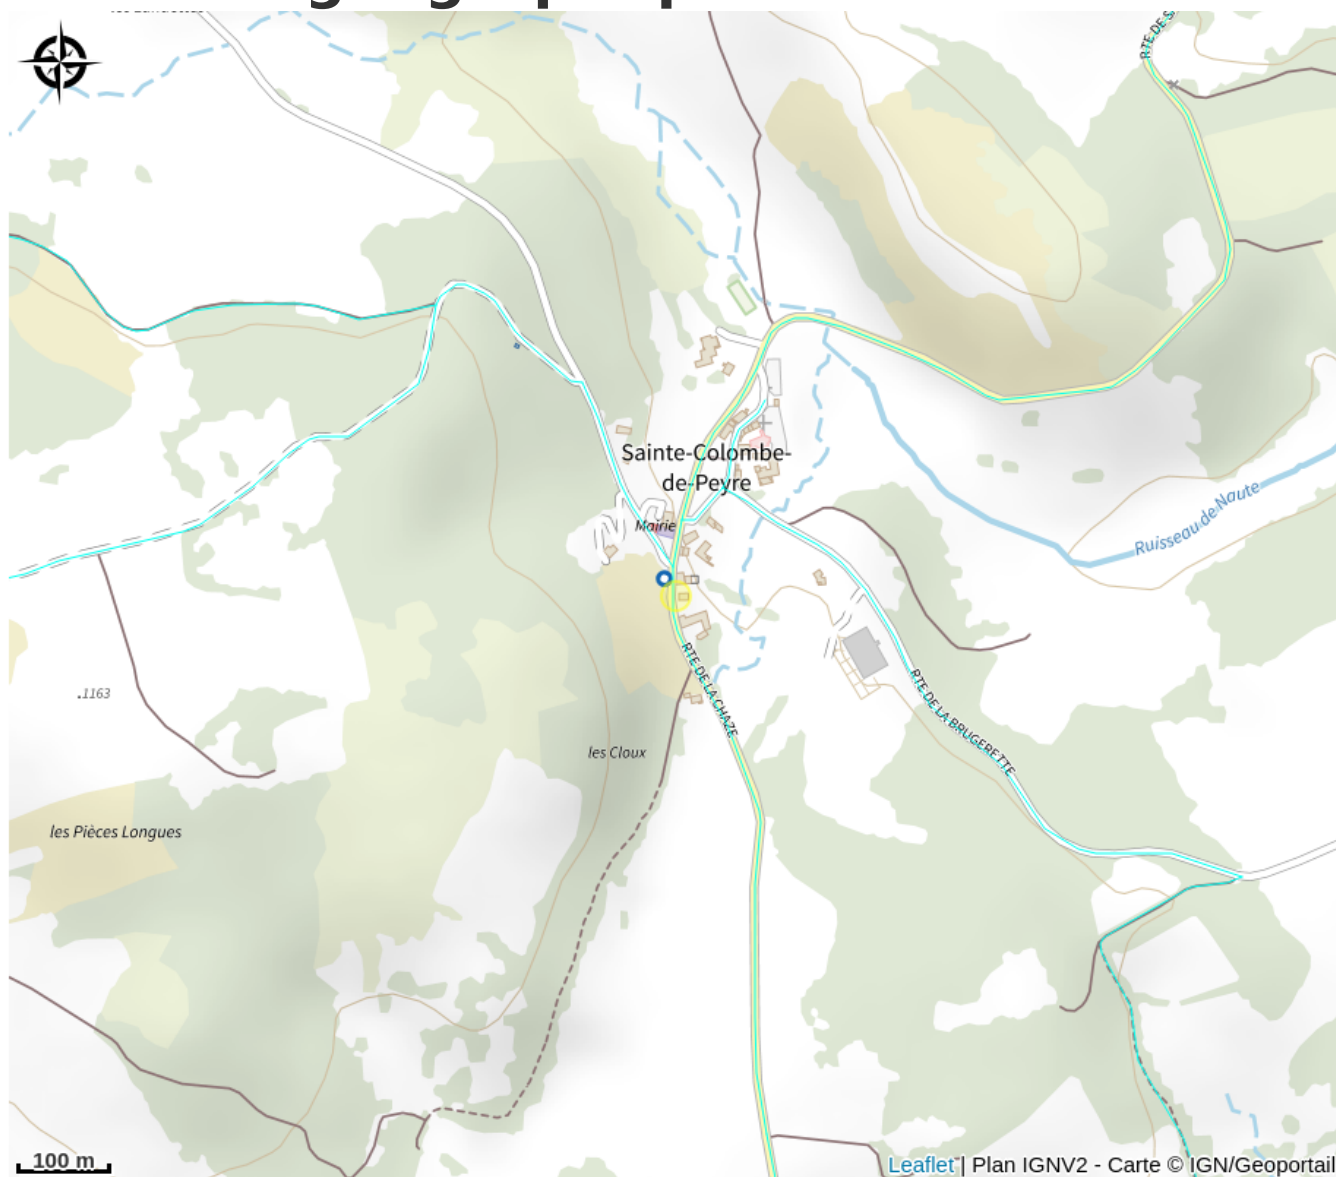 RTE DE S
Sainte-Colombe-
de-Peyre
Mairie
Ruisseau de Naute
RTE DE LA CHAZE
RTE DE LA BRUGERETTE
.1163
les Cloux
les Pièces Longues
100 m
Leaflet | Plan IGNV2 - Carte © IGN/Geoportail